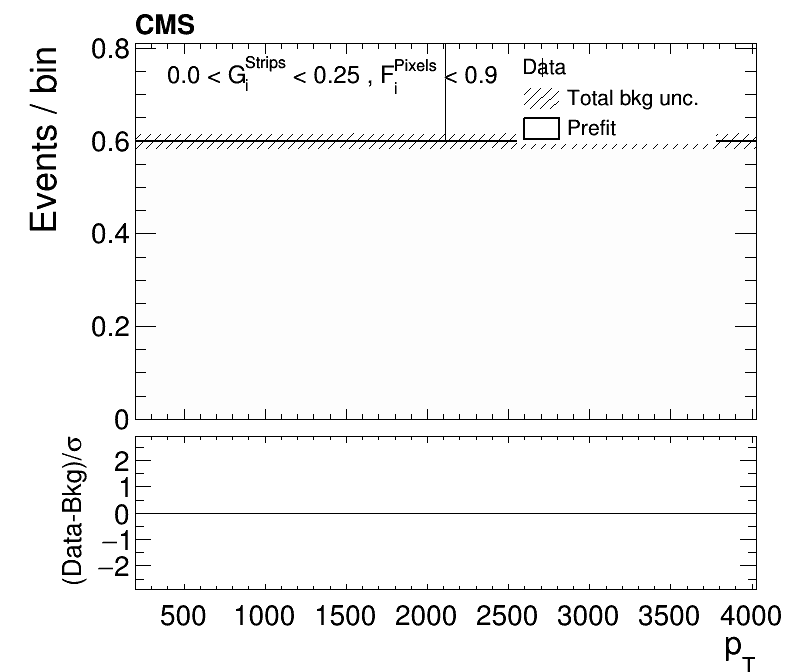 CMS
Events / bin
0.8
0.6
0.4
0.2
0
0.0 < G_i^Strips < 0.25 , F_i^Pixels < 0.9
Data
Total bkg unc.
Prefit
(Data-Bkg)/σ
2
1
0
−1
−2
500 1000 1500 2000 2500 3000 3500 4000
p_T